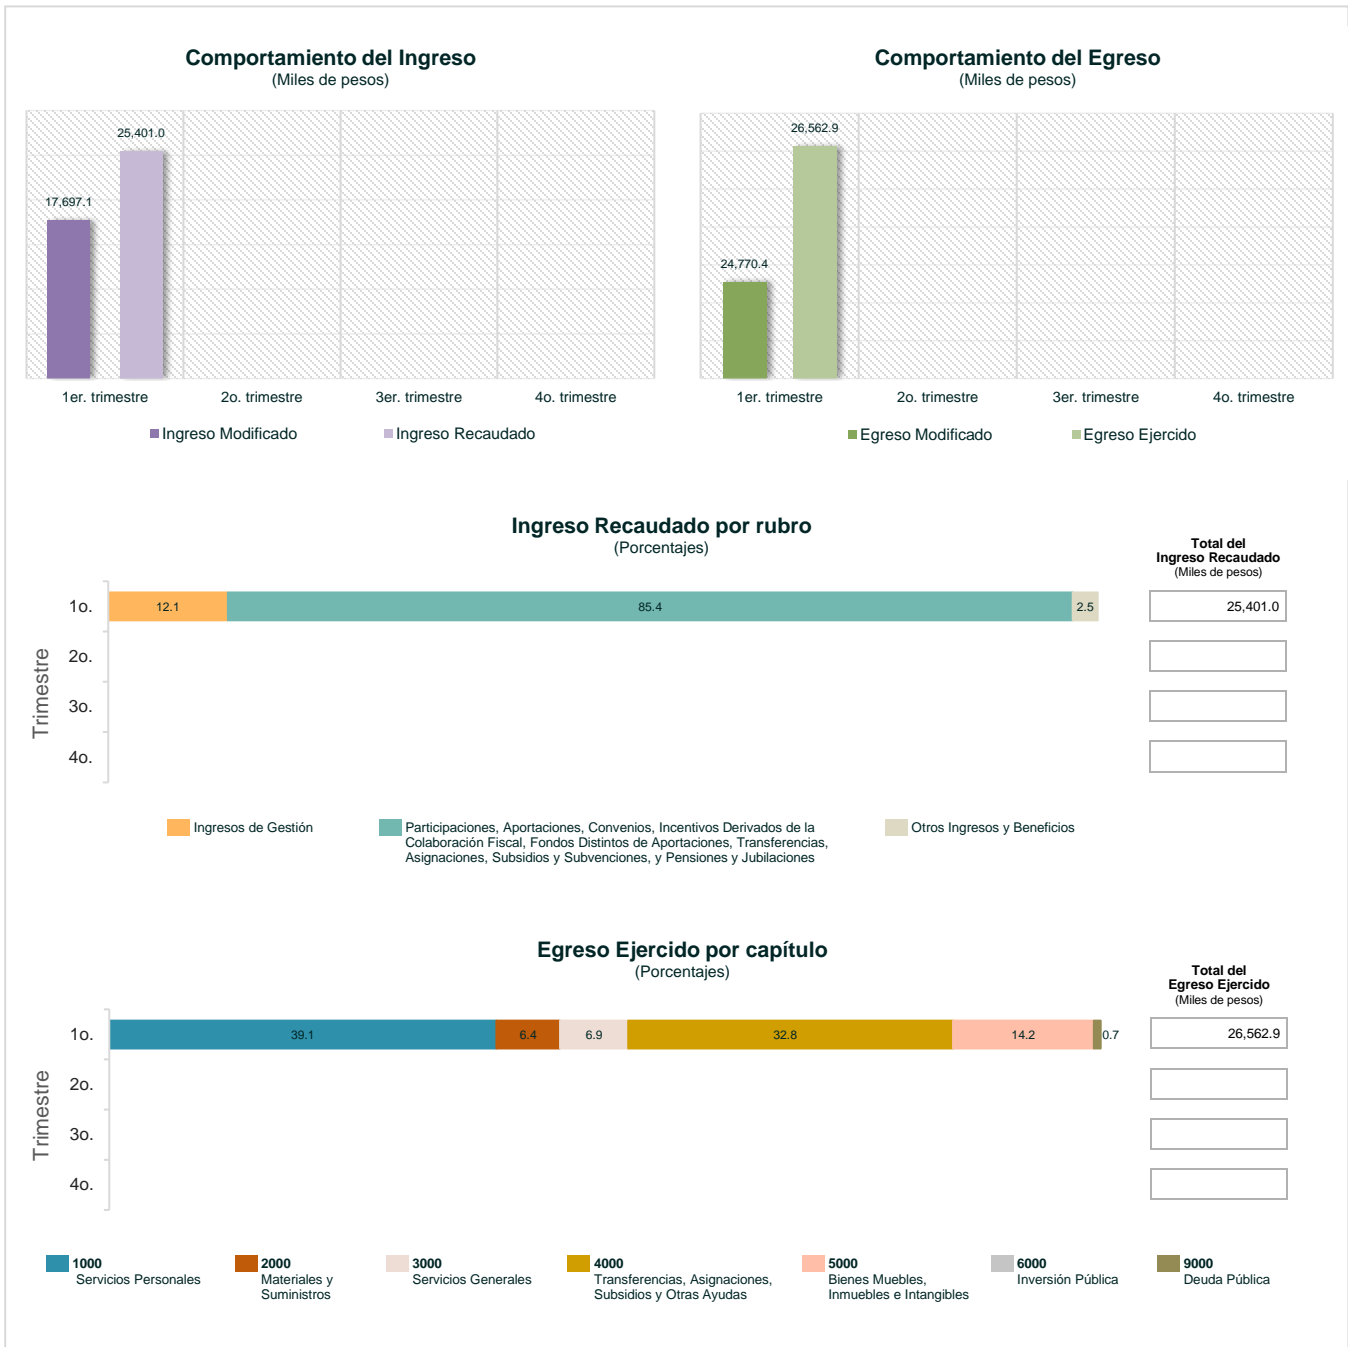 Comportamiento del Ingreso
(Miles de pesos)
25,401.0
17,697.1
1er. trimestre
2o. trimestre
3er. trimestre
4o. trimestre
Ingreso Modificado
Ingreso Recaudado
Comportamiento del Egreso
(Miles de pesos)
26,562.9
24,770.4
1er. trimestre
2o. trimestre
3er. trimestre
4o. trimestre
Egreso Modificado
Egreso Ejercido
Ingreso Recaudado por rubro
(Porcentajes)
Total del
Ingreso Recaudado
(Miles de pesos)
Trimestre
1o.
12.1
85.4
2.5
25,401.0
2o.
3o.
4o.
Ingresos de Gestión
Participaciones, Aportaciones, Convenios, Incentivos Derivados de la
Colaboración Fiscal, Fondos Distintos de Aportaciones, Transferencias,
Asignaciones, Subsidios y Subvenciones, y Pensiones y Jubilaciones
Otros Ingresos y Beneficios
Egreso Ejercido por capítulo
(Porcentajes)
Total del
Egreso Ejercido
(Miles de pesos)
Trimestre
1o.
39.1
6.4
6.9
32.8
14.2
0.7
26,562.9
2o.
3o.
4o.
1000
Servicios Personales
2000
Materiales y
Suministros
3000
Servicios Generales
4000
Transferencias, Asignaciones,
Subsidios y Otras Ayudas
5000
Bienes Muebles,
Inmuebles e Intangibles
6000
Inversión Pública
9000
Deuda Pública